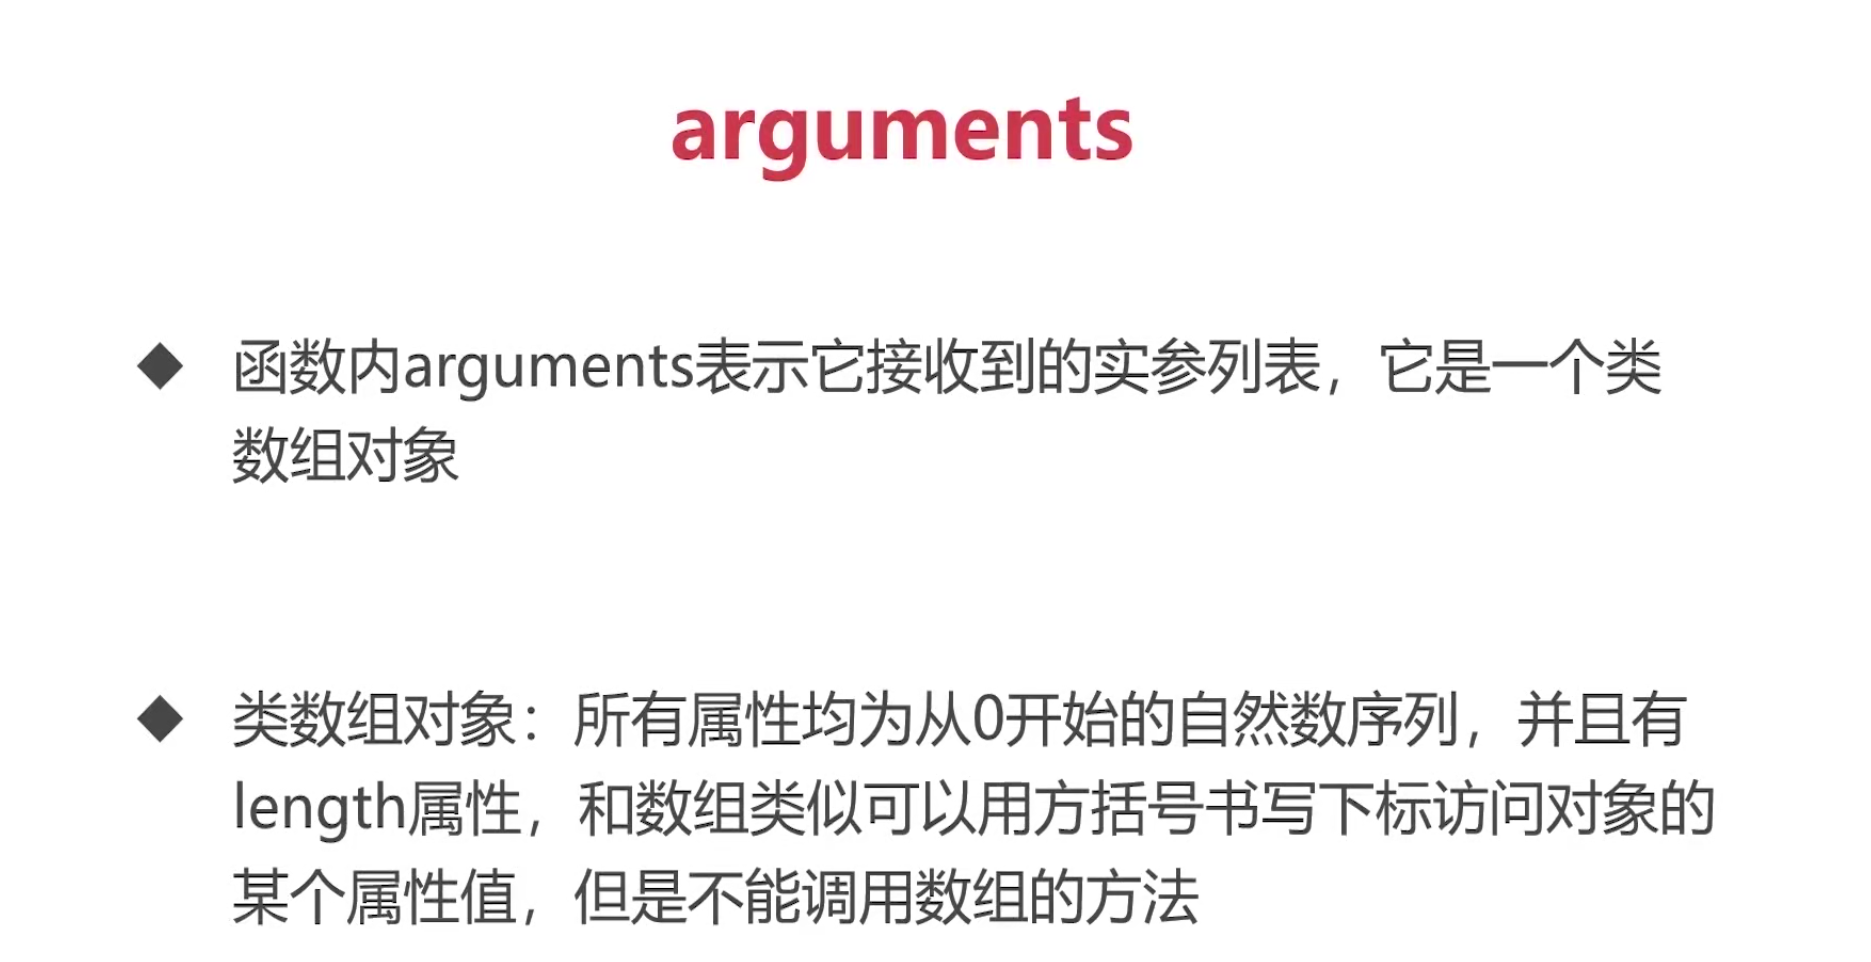 arguments
◆ 函数内arguments表示它接收到的实参列表，它是一个类
数组对象
◆ 类数组对象：所有属性均为从0开始的自然数序列，并且有
length属性，和数组类似可以用方括号书写下标访问对象的
某个属性值，但是不能调用数组的方法